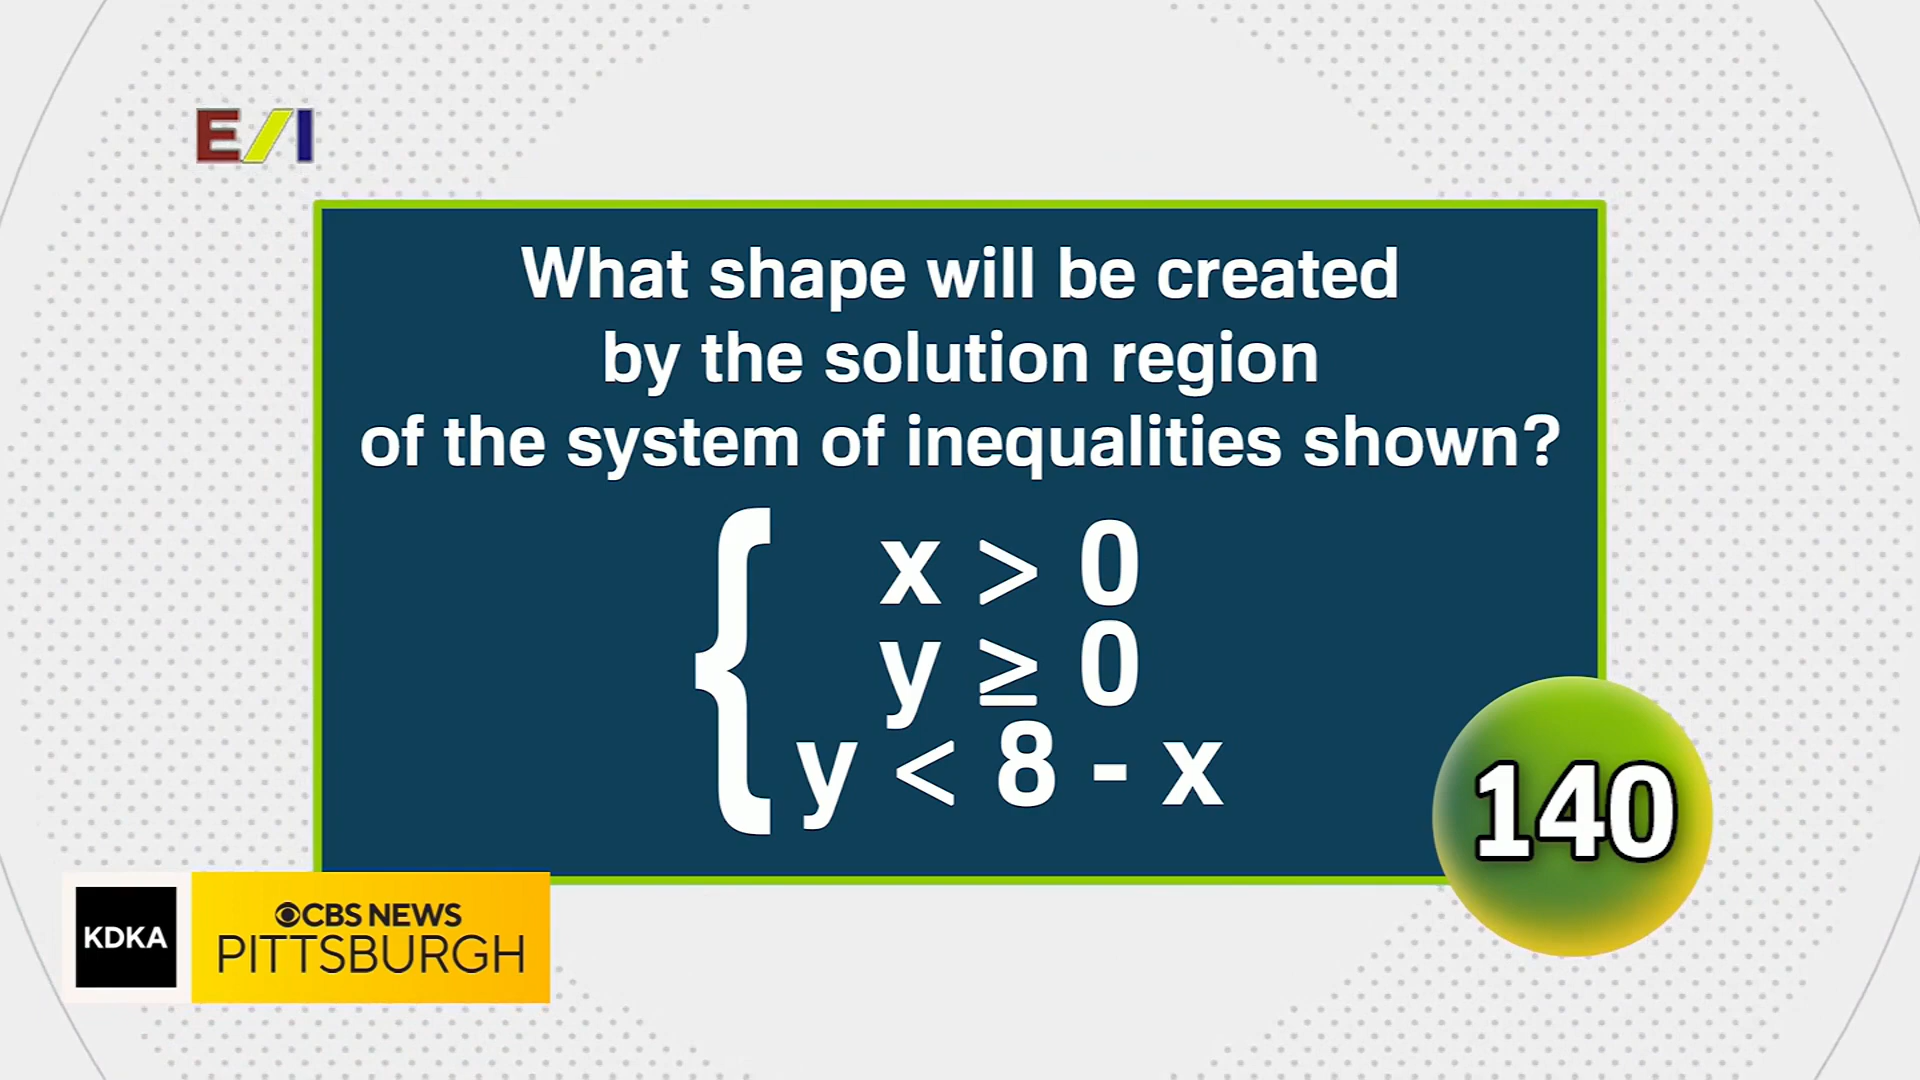 E/I
What shape will be created
by the solution region
of the system of inequalities shown?
x > 0
y ≥ 0
y < 8 - x
140
KDKA
CBS NEWS
PITTSBURGH